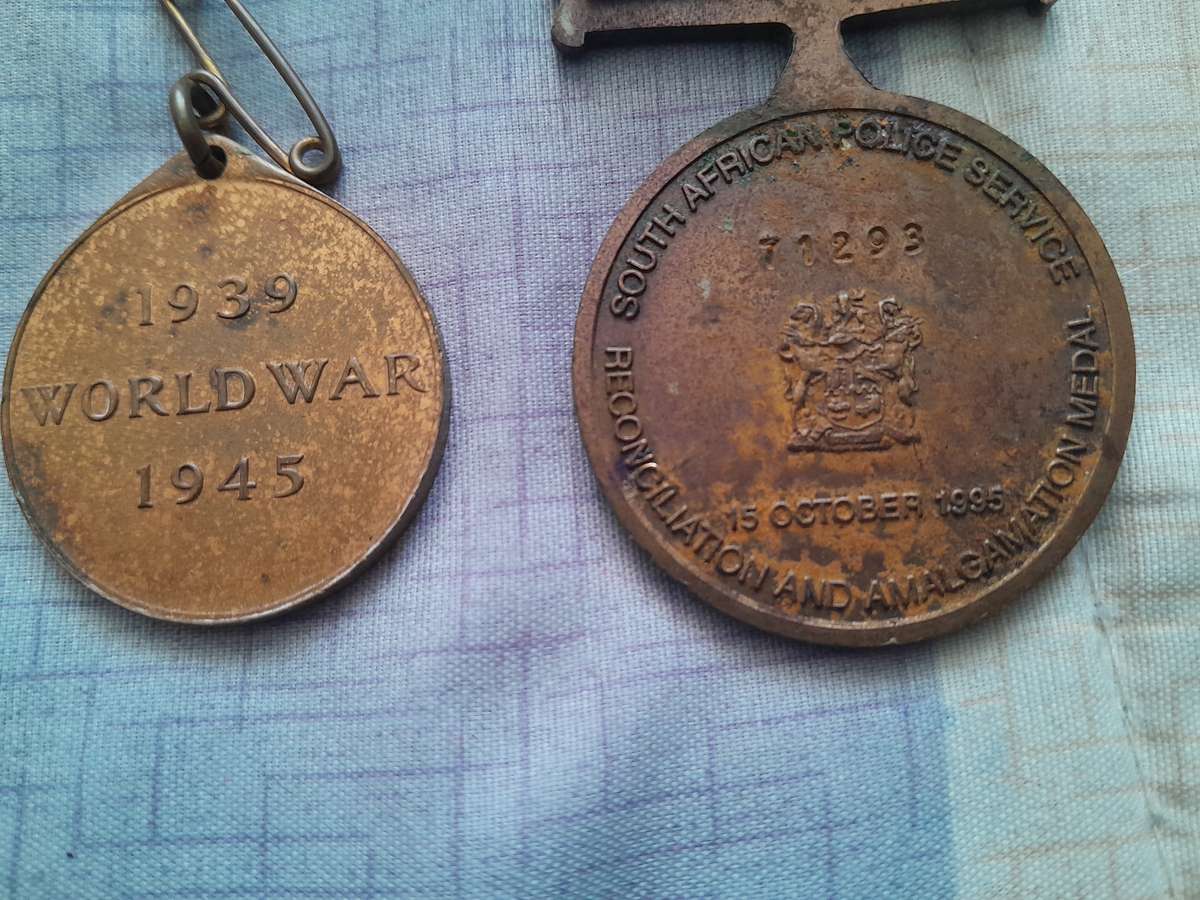 1939
WORLD WAR
1945
SOUTH AFRICAN POLICE SERVICE
71293
15 OCTOBER 1995
RECONCILIATION AND AMALGAMATION MEDAL